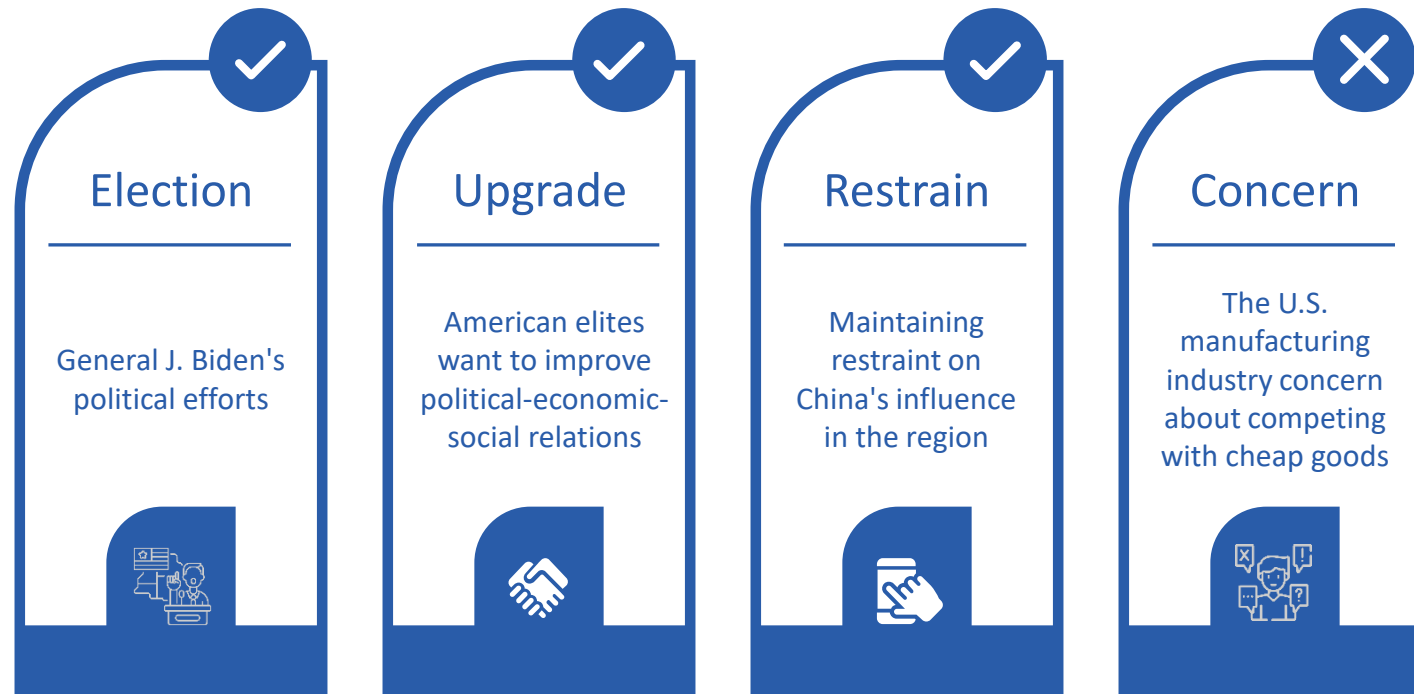 Election
General J. Biden's
political efforts
Upgrade
American elites
want to improve
political-economic-
social relations
Restrain
Maintaining
restraint on
China's influence
in the region
Concern
The U.S.
manufacturing
industry concern
about competing
with cheap goods